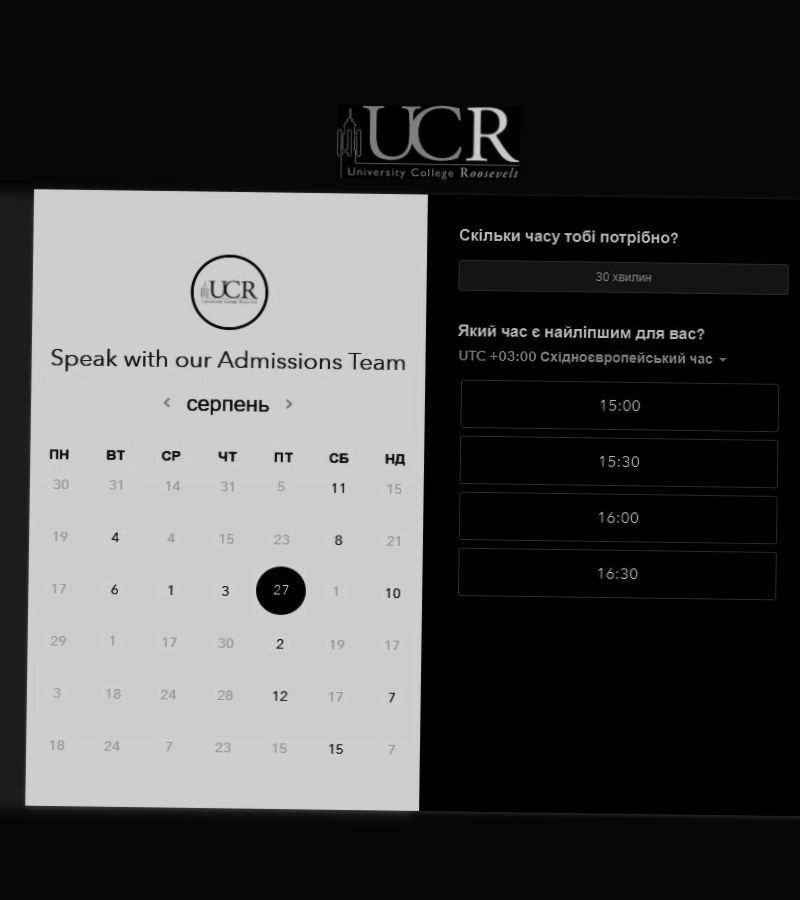 UCR
University College Roosevelt
UCR
Speak with our Admissions Team
< серпень >
ПН ВТ СР ЧТ ПТ СБ НД
30 31 14 31 5 11 15
19 4 4 15 23 8 21
17 6 1 3 27 1 10
29 1 17 30 2 19 17
3 18 24 28 12 17 7
18 24 7 23 15 15 7
Скільки часу тобі потрібно?
30 хвилин
Який час є найліпшим для вас?
UTC +03:00 Східноєвропейський час
15:00
15:30
16:00
16:30